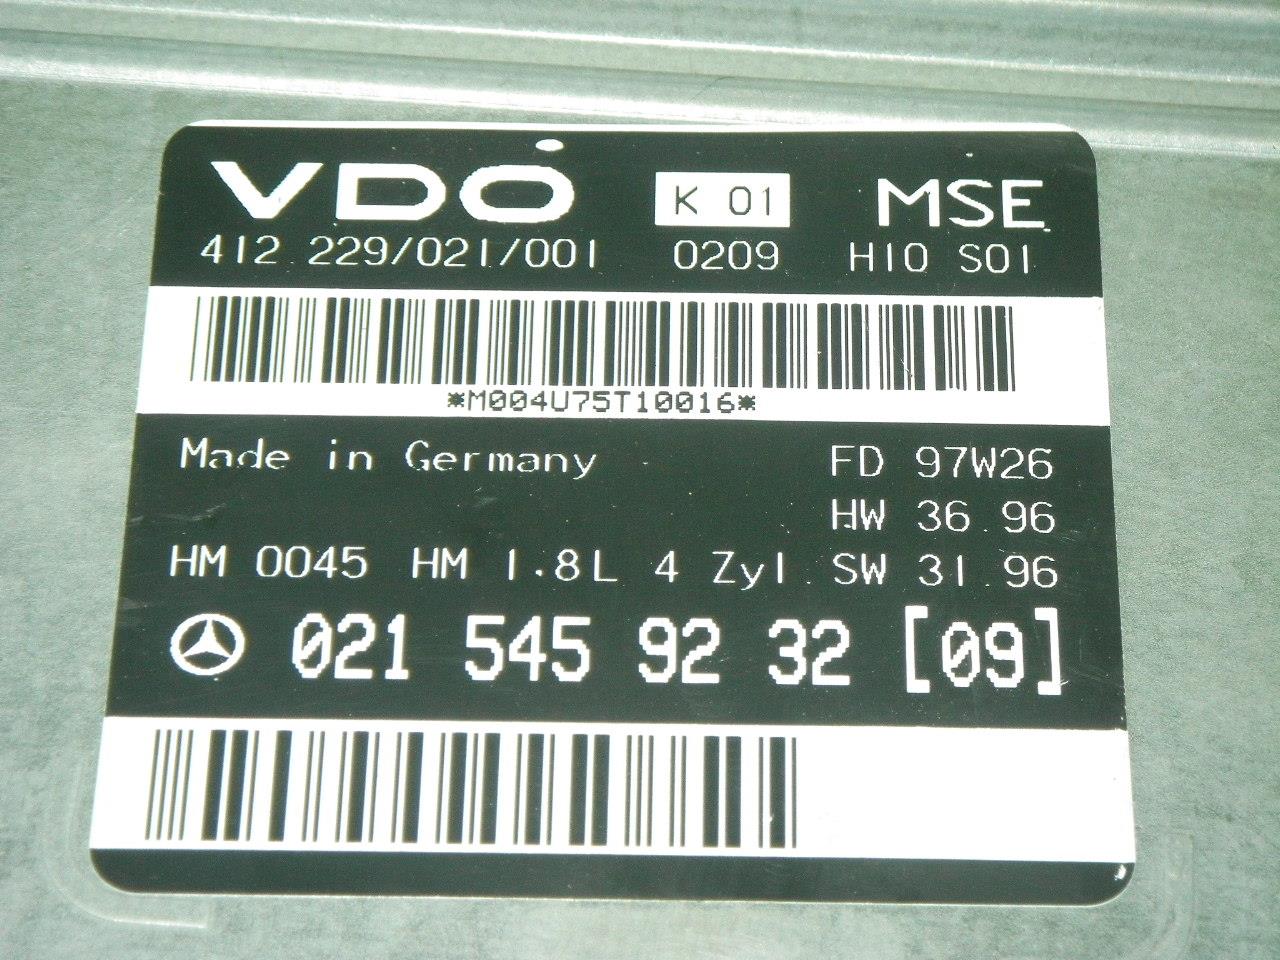 VDO K 01 MSE
412 229/021/001 0209 H10 S01
*M004U75T10016*
Made in Germany FD 97W26
HW 36 96
HM 0045 HM 1.8L 4 Zyl. SW 31 96
021 545 92 32 [09]